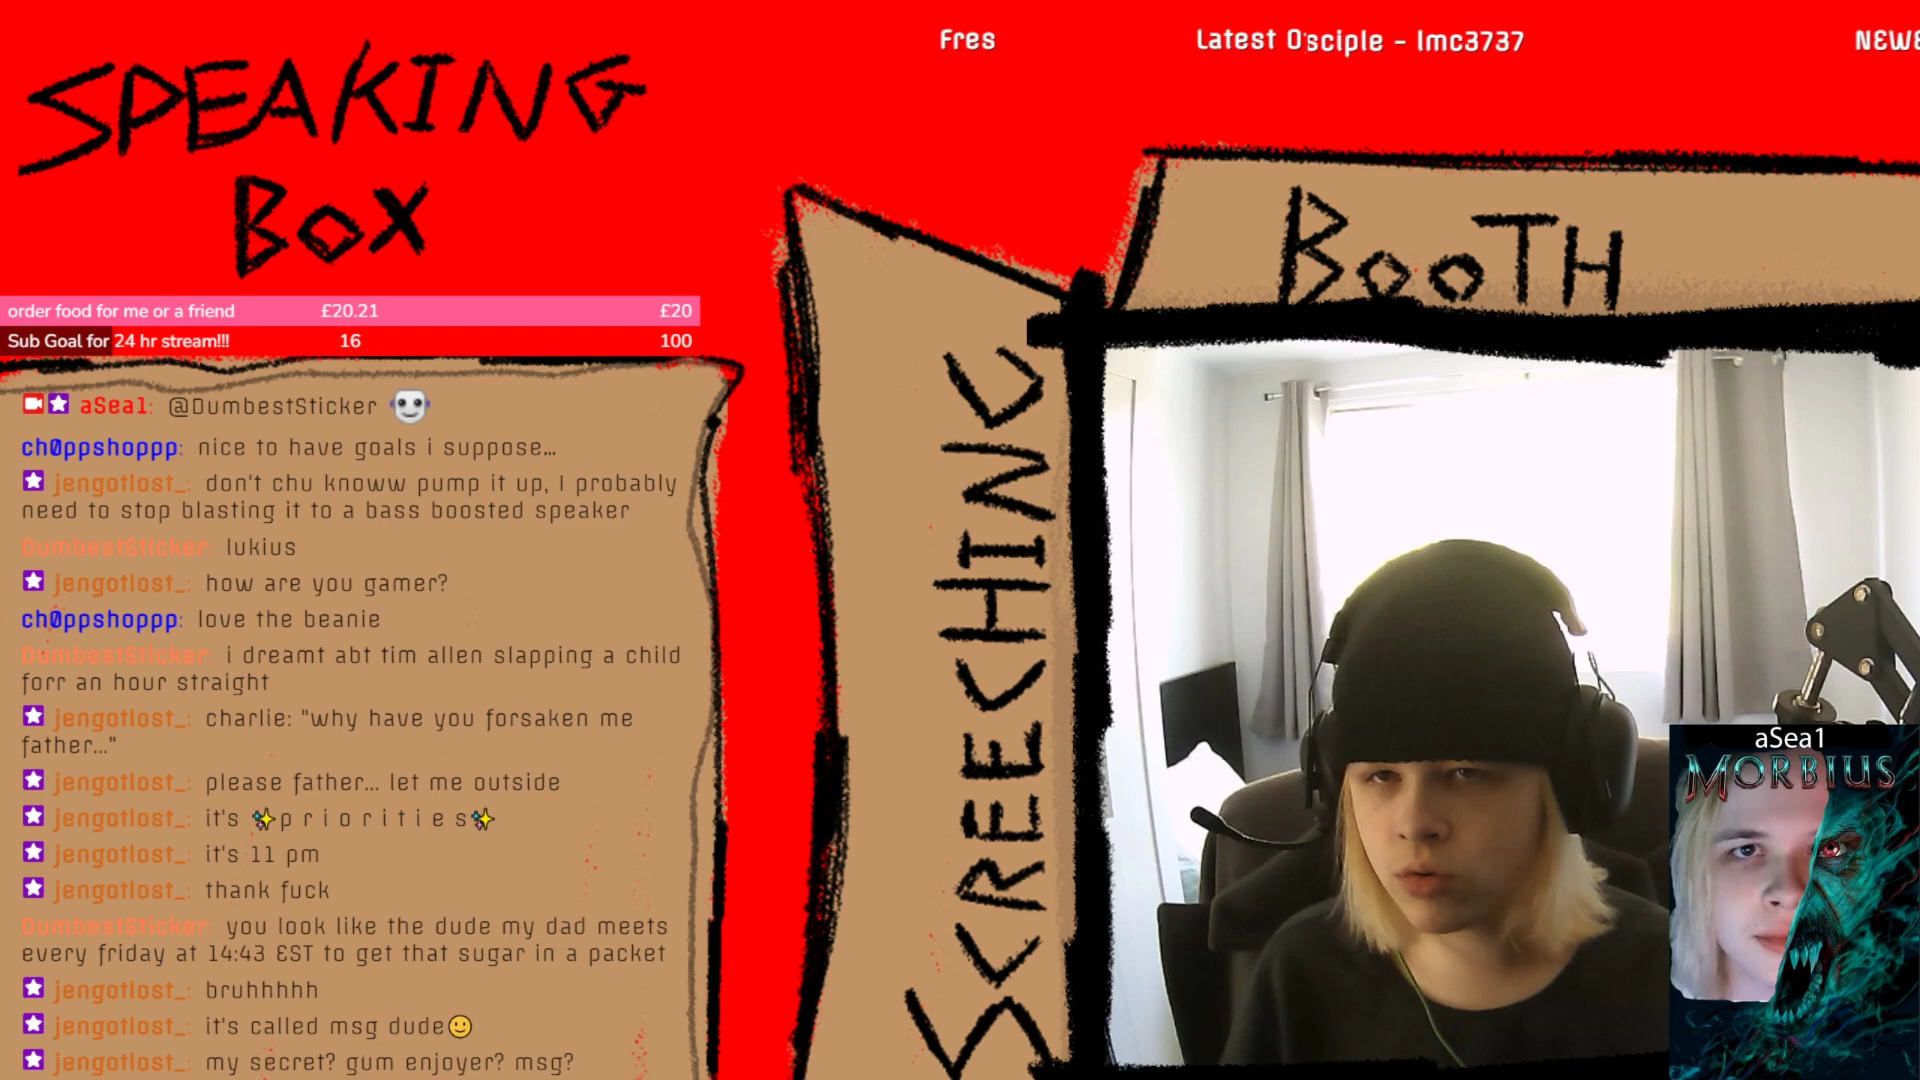 SPEAKING
BOX
Fres
Latest
sciple - lmc3737
NEWE
BooTH
SCREECHING
order food for me or a friend £20.21 £20
Sub Goal for 24 hr stream!!! 16 100
aSea1: @DumbestSticker
ch0ppshoppp: nice to have goals i suppose...
jengotlost_: don't chu knoww pump it up, I probably
need to stop blasting it to a bass boosted speaker
DumbestSticker: lukius
jengotlost_: how are you gamer?
ch0ppshoppp: love the beanie
DumbestSticker: i dreamt abt tim allen slapping a child
forr an hour straight
jengotlost_: charlie: "why have you forsaken me
father..."
jengotlost_: please father... let me outside
jengotlost_: it's ✨p r i o r i t i e s✨
jengotlost_: it's 11 pm
jengotlost_: thank fuck
DumbestSticker: you look like the dude my dad meets
every friday at 14:43 EST to get that sugar in a packet
jengotlost_: bruhhhhh
jengotlost_: it's called msg dude🙂
jengotlost_: my secret? gum enjoyer? msg?
aSea1
MORBIUS